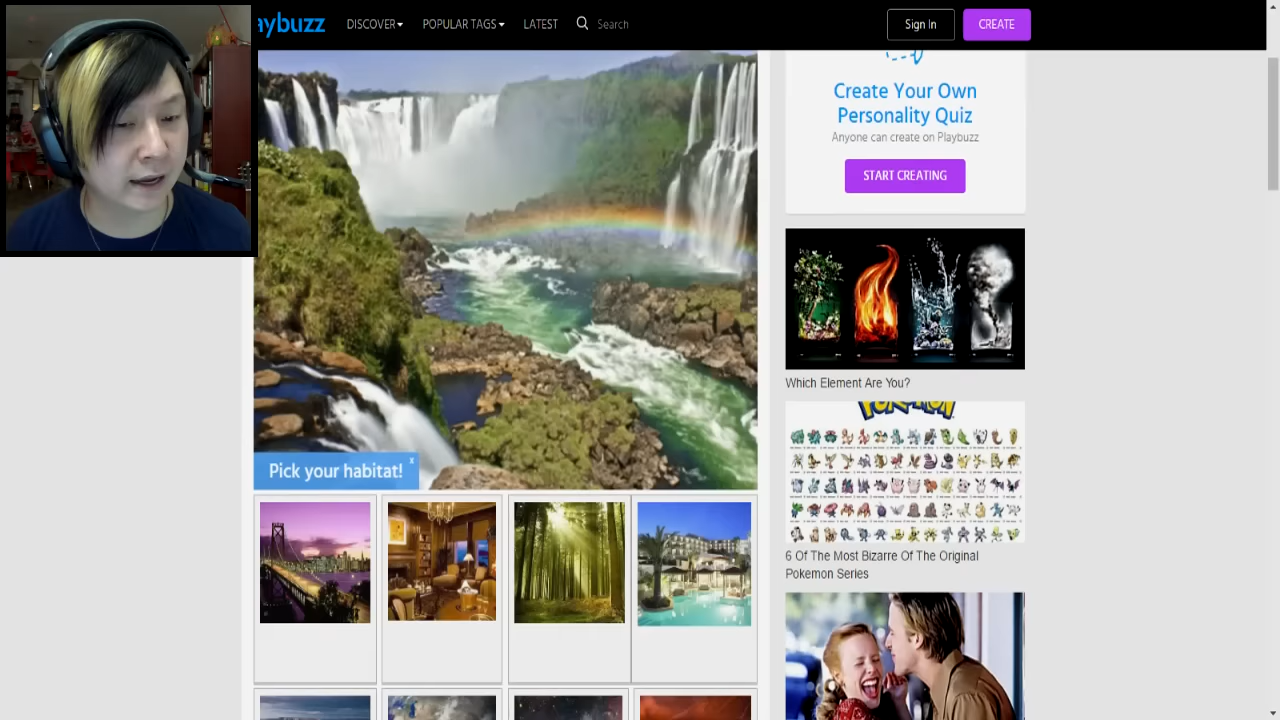 aybuzz
DISCOVER
POPULAR TAGS
LATEST
Search
Sign In
CREATE
Create Your Own
Personality Quiz
Anyone can create on Playbuzz
START CREATING
Which Element Are You?
POKéMON
6 Of The Most Bizarre Of The Original
Pokemon Series
Pick your habitat!
x